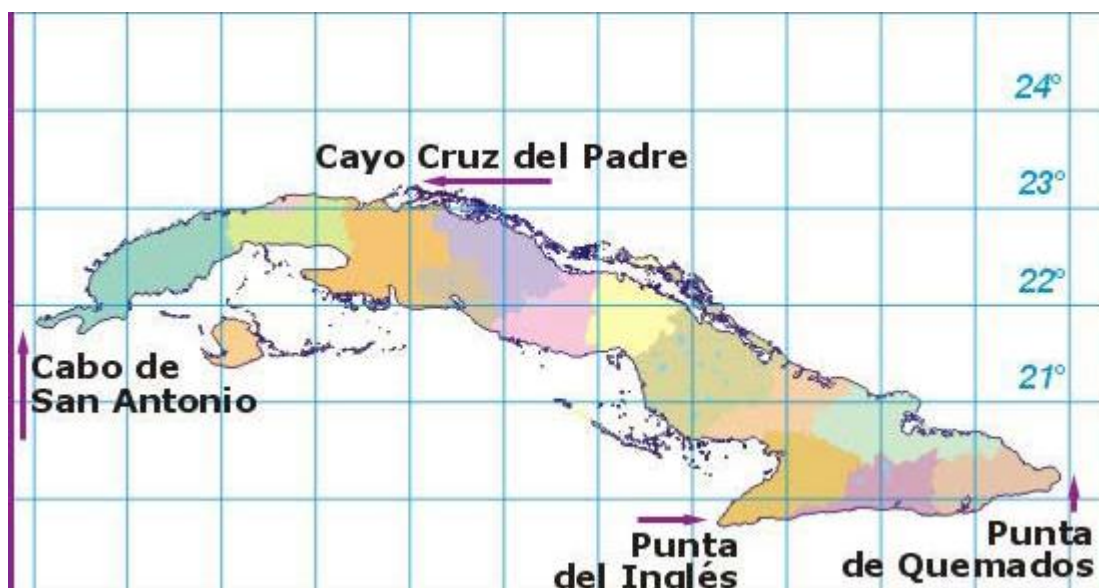 24°
Cayo Cruz del Padre
23°
22°
Cabo de
San Antonio
21°
Punta
del Inglés
Punta
de Quemados